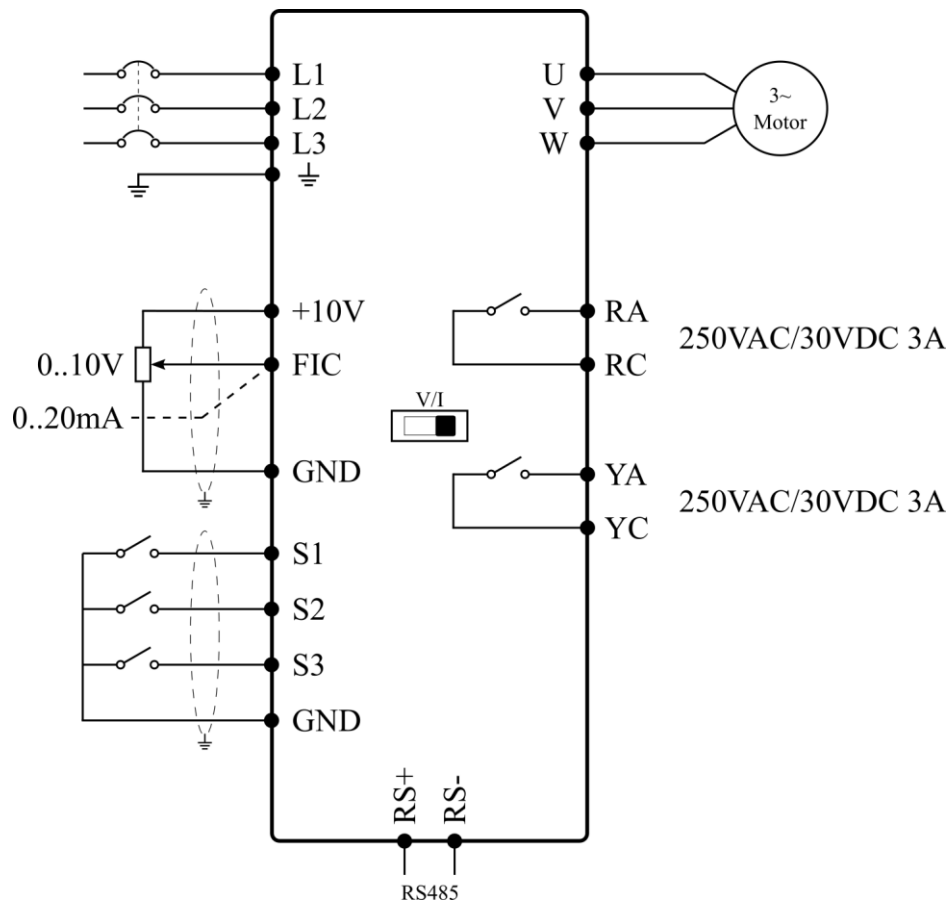 L1
L2
L3
U
V
W
3~
Motor
+10V
FIC
GND
0..10V
0..20mA
V/I
RA
RC
250VAC/30VDC 3A
YA
YC
250VAC/30VDC 3A
S1
S2
S3
GND
RS+
RS-
RS485